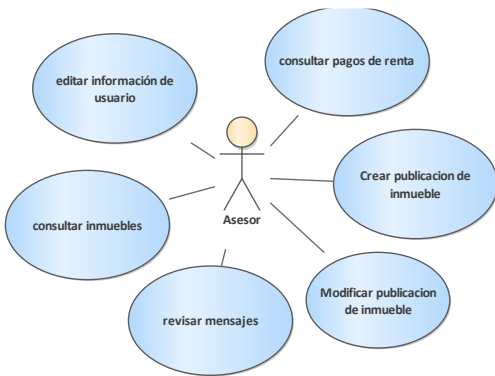 consultar pagos de renta
editar información de
usuario
Crear publicacion de
inmueble
consultar inmuebles
Asesor
Modificar publicacion
de inmueble
revisar mensajes